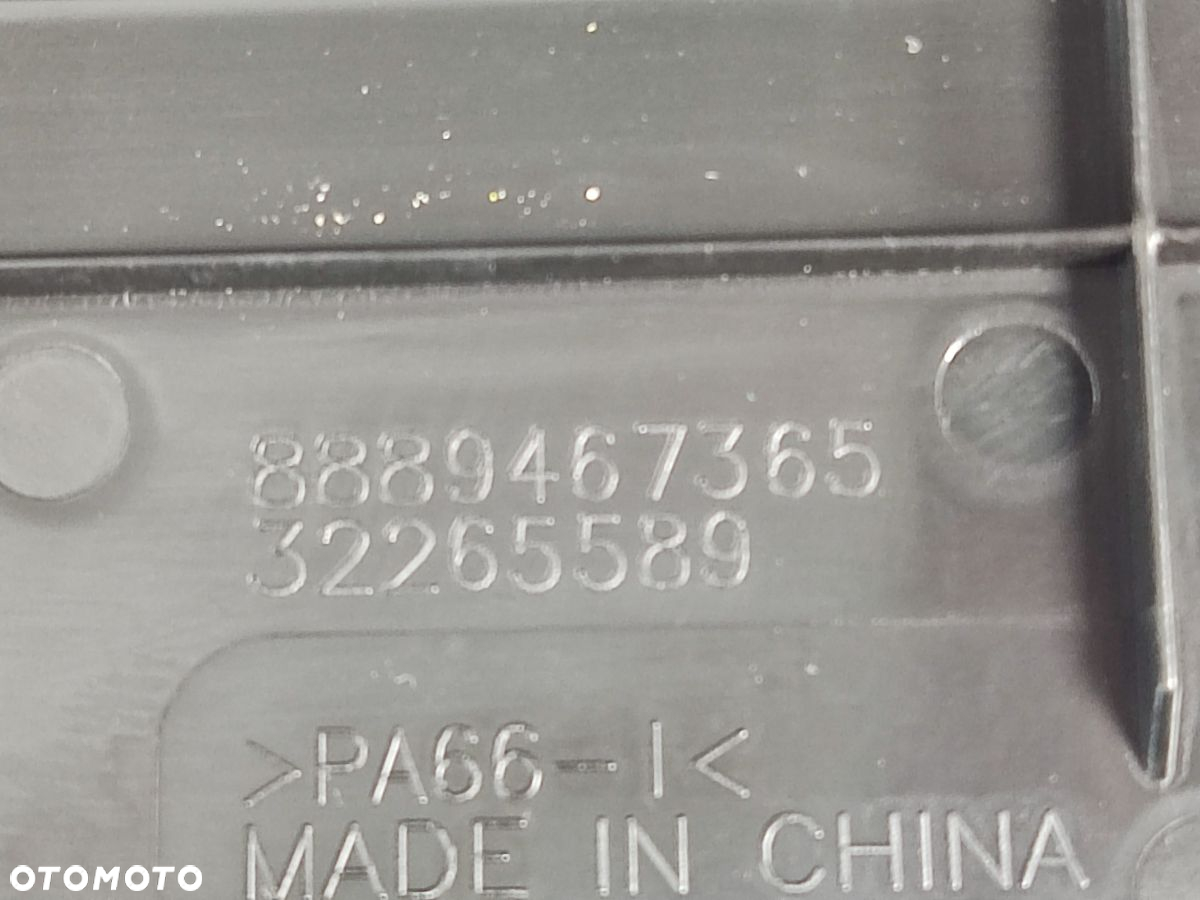 8889467365
32265589
>PA66-I<
MADE IN CHINA
OTOMOTO